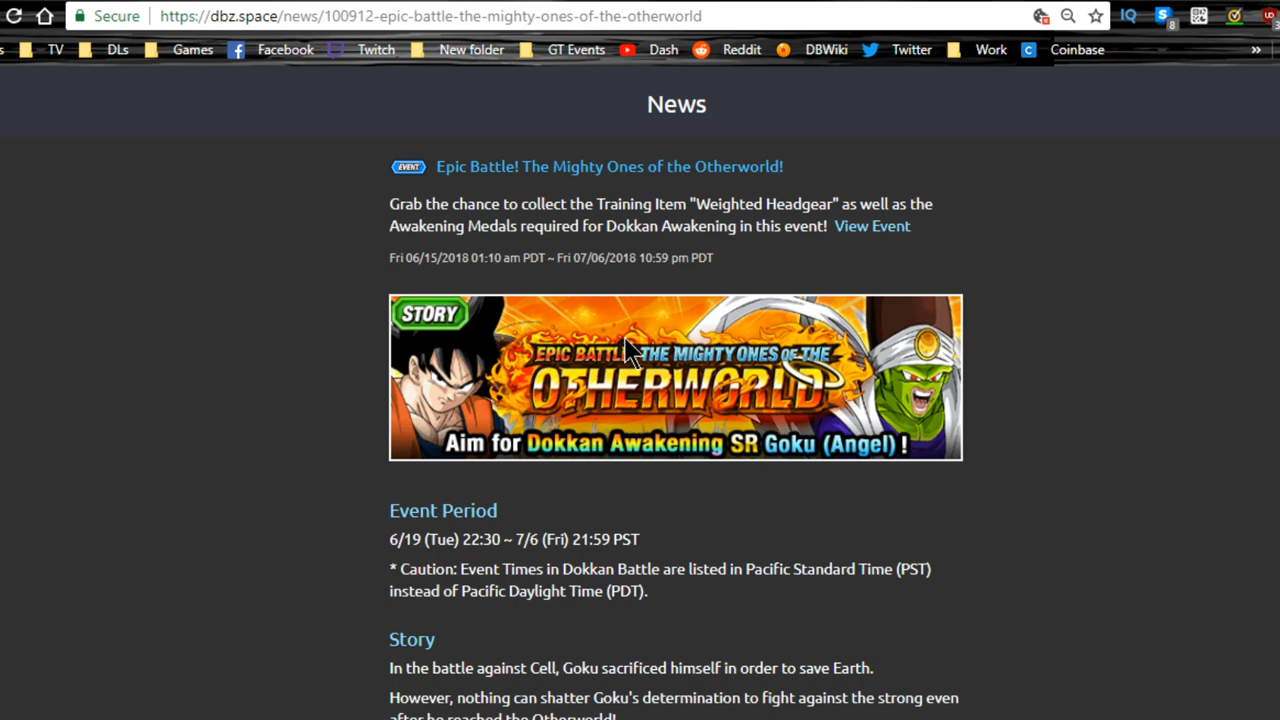 Secure https://dbz.space/news/100912-epic-battle-the-mighty-ones-of-the-otherworld
s TV DLs Games Facebook Twitch New folder GT Events Dash Reddit DBWiki Twitter Work Coinbase »
News
EVENT Epic Battle! The Mighty Ones of the Otherworld!
Grab the chance to collect the Training Item "Weighted Headgear" as well as the
Awakening Medals required for Dokkan Awakening in this event! View Event
Fri 06/15/2018 01:10 am PDT ~ Fri 07/06/2018 10:59 pm PDT
STORY
EPIC BATTLE THE MIGHTY ONES OF THE
OTHERWORLD
Aim for Dokkan Awakening SR Goku (Angel) !
Event Period
6/19 (Tue) 22:30 ~ 7/6 (Fri) 21:59 PST
* Caution: Event Times in Dokkan Battle are listed in Pacific Standard Time (PST)
instead of Pacific Daylight Time (PDT).
Story
In the battle against Cell, Goku sacrificed himself in order to save Earth.
However, nothing can shatter Goku's determination to fight against the strong even
after he reached the Otherworld!